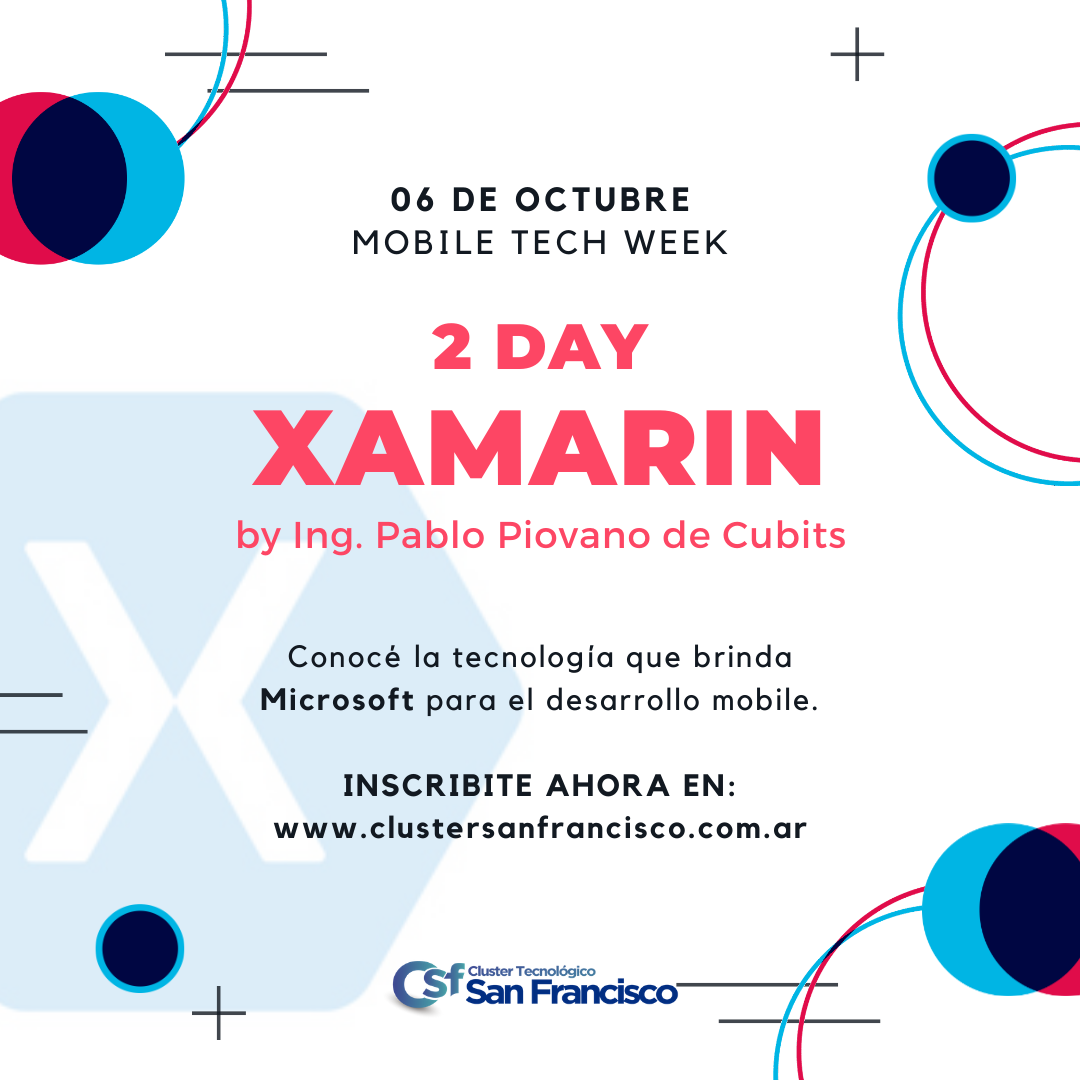 06 DE OCTUBRE
MOBILE TECH WEEK
2 DAY
XAMARIN
by Ing. Pablo Piovano de Cubits
Conocé la tecnología que brinda
Microsoft para el desarrollo mobile.
INSCRIBITE AHORA EN:
www.clustersanfrancisco.com.ar
Csf Cluster Tecnológico
San Francisco